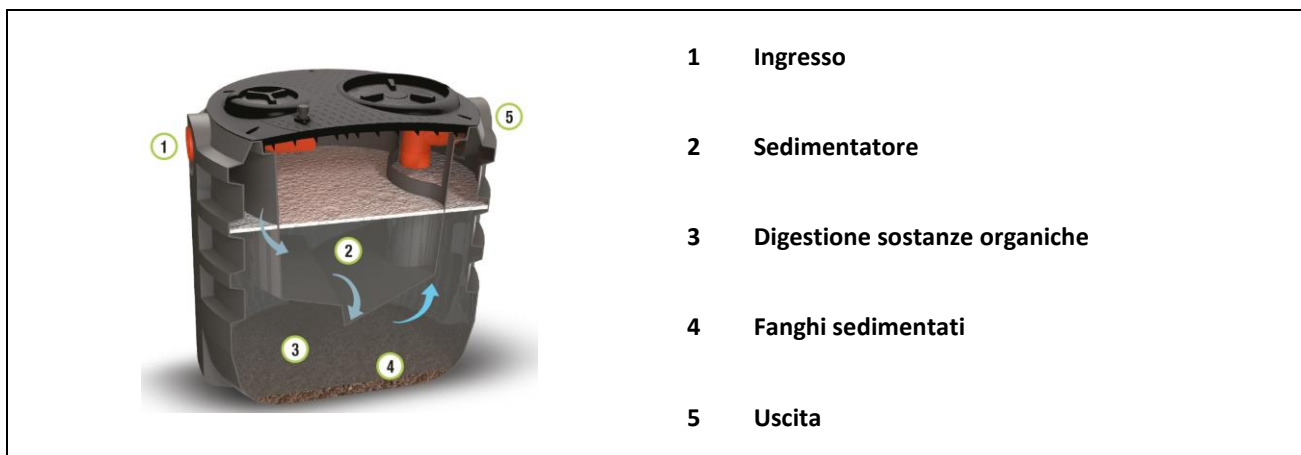 1 Ingresso
2 Sedimentatore
3 Digestione sostanze organiche
4 Fanghi sedimentati
5 Uscita
1
5
2
3
4